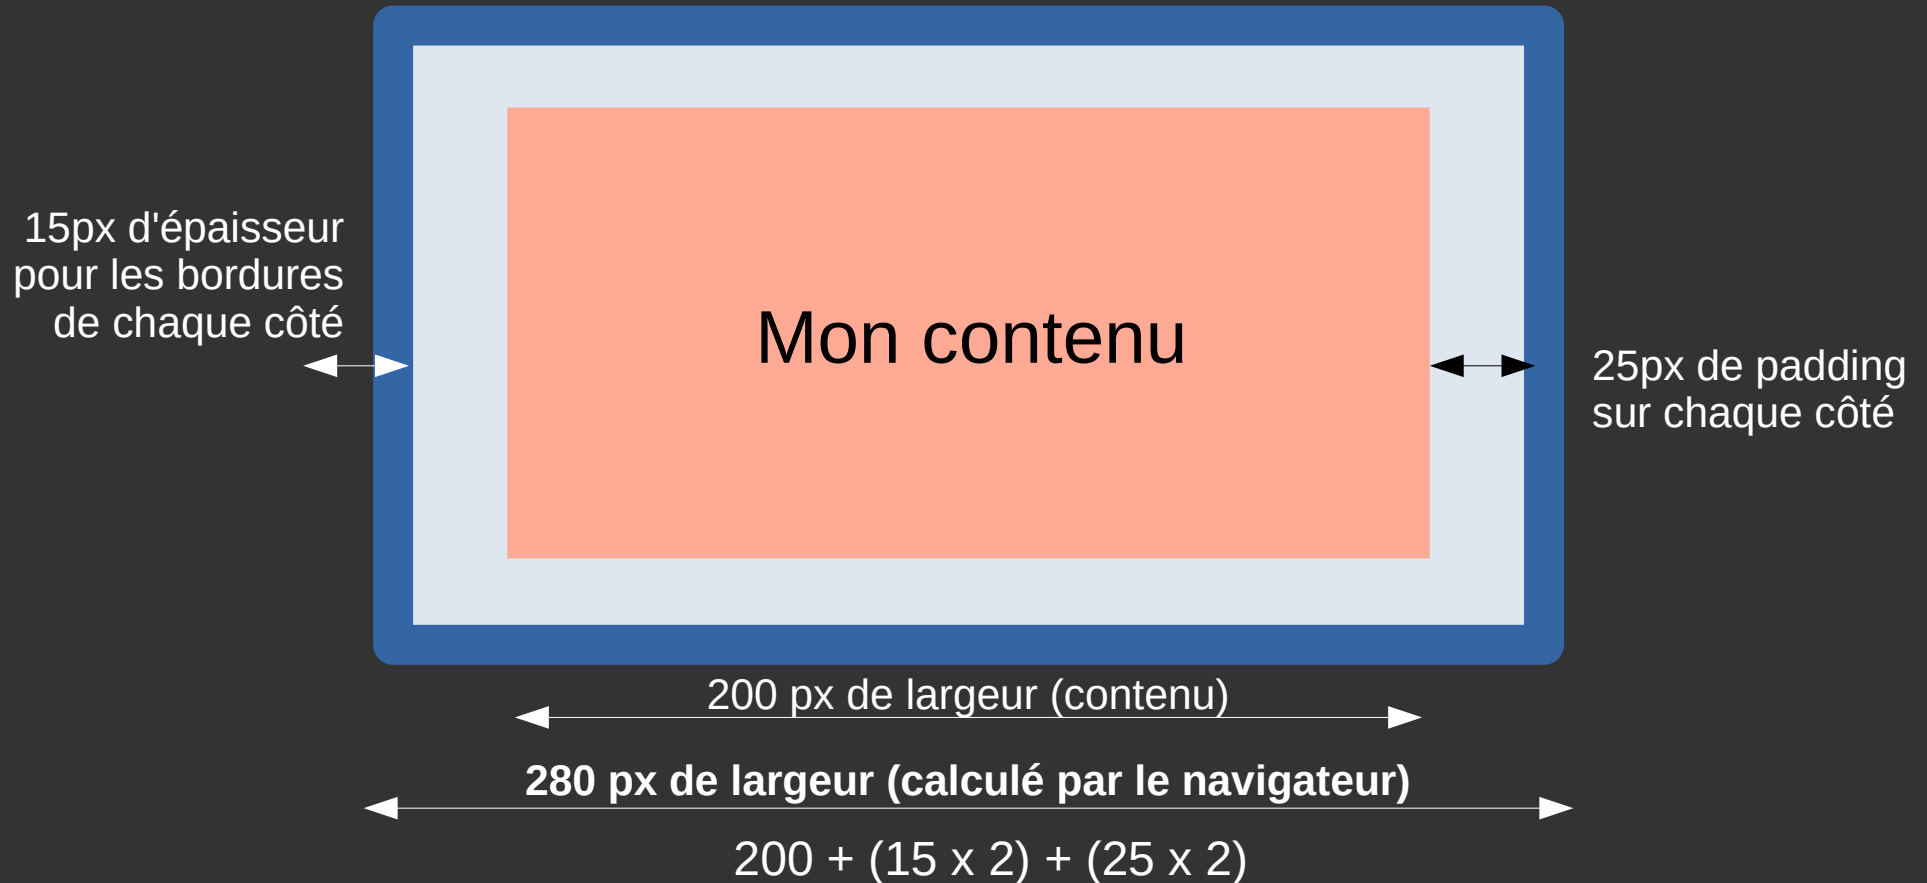 15px d'épaisseur
pour les bordures
de chaque côté
Mon contenu
25px de padding
sur chaque côté
200 px de largeur (contenu)
280 px de largeur (calculé par le navigateur)
200 + (15 x 2) + (25 x 2)